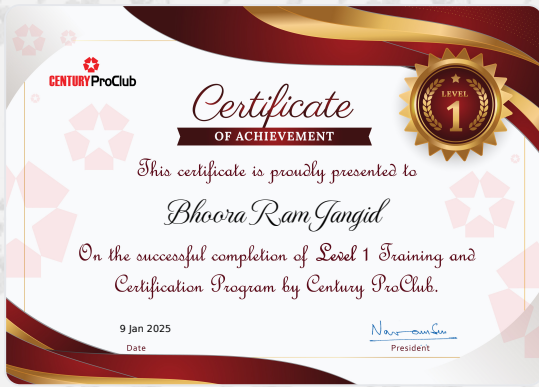 CENTURY ProClub
LEVEL
1
Certificate
OF ACHIEVEMENT
This certificate is proudly presented to
Bhoora Ram Jangid
On the successful completion of Level 1 Training and
Certification Program by Century ProClub.
9 Jan 2025
Date
President